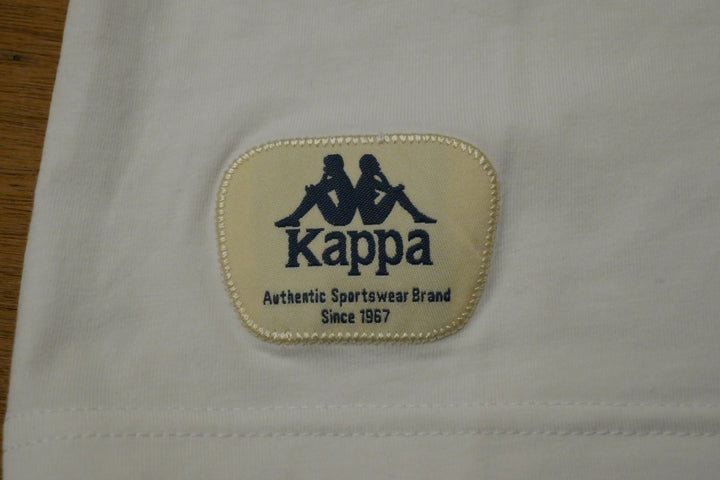 Kappa
Authentic Sportswear Brand
Since 1967